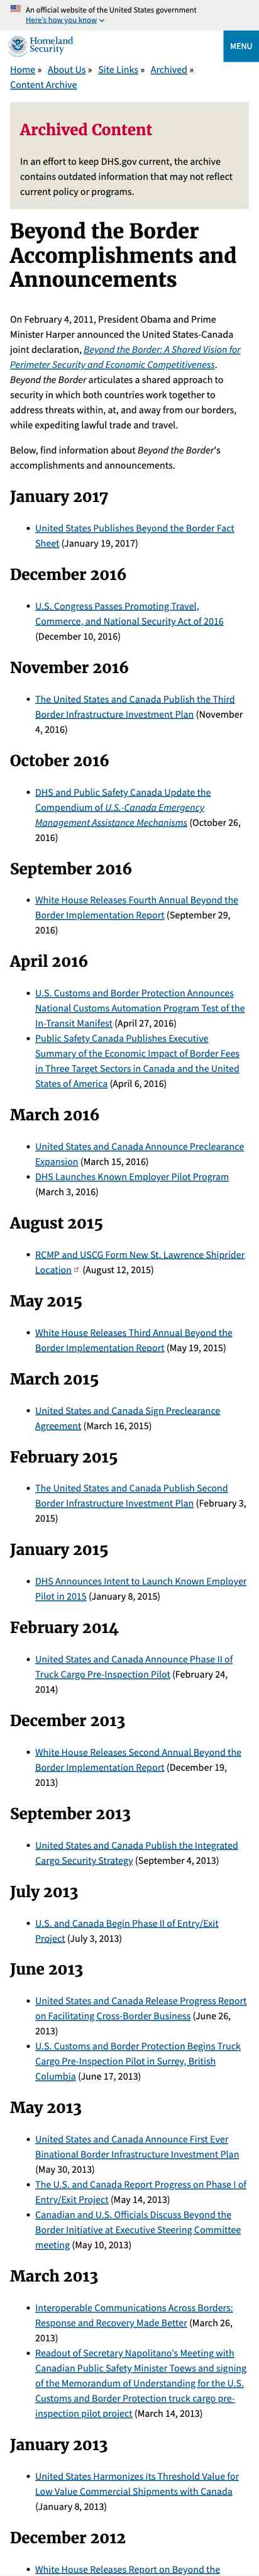 An official website of the United States government
Here's how you know
Homeland
Security
MENU
Home » About Us » Site Links » Archived »
Content Archive
Archived Content
In an effort to keep DHS.gov current, the archive
contains outdated information that may not reflect
current policy or programs.
Beyond the Border
Accomplishments and
Announcements
On February 4, 2011, President Obama and Prime
Minister Harper announced the United States-Canada
joint declaration, Beyond the Border: A Shared Vision for
Perimeter Security and Economic Competitiveness.
Beyond the Border articulates a shared approach to
security in which both countries work together to
address threats within, at, and away from our borders,
while expediting lawful trade and travel.
Below, find information about Beyond the Border's
accomplishments and announcements.
January 2017
• United States Publishes Beyond the Border Fact
Sheet (January 19, 2017)
December 2016
• U.S. Congress Passes Promoting Travel,
Commerce, and National Security Act of 2016
(December 10, 2016)
November 2016
• The United States and Canada Publish the Third
Border Infrastructure Investment Plan (November
4, 2016)
October 2016
• DHS and Public Safety Canada Update the
Compendium of U.S.-Canada Emergency
Management Assistance Mechanisms (October 26,
2016)
September 2016
• White House Releases Fourth Annual Beyond the
Border Implementation Report (September 29,
2016)
April 2016
• U.S. Customs and Border Protection Announces
National Customs Automation Program Test of the
In-Transit Manifest (April 27, 2016)
• Public Safety Canada Publishes Executive
Summary of the Economic Impact of Border Fees
in Three Target Sectors in Canada and the United
States of America (April 6, 2016)
March 2016
• United States and Canada Announce Preclearance
Expansion (March 15, 2016)
• DHS Launches Known Employer Pilot Program
(March 3, 2016)
August 2015
• RCMP and USCG Form New St. Lawrence Shiprider
Location (August 12, 2015)
May 2015
• White House Releases Third Annual Beyond the
Border Implementation Report (May 19, 2015)
March 2015
• United States and Canada Sign Preclearance
Agreement (March 16, 2015)
February 2015
• The United States and Canada Publish Second
Border Infrastructure Investment Plan (February 3,
2015)
January 2015
• DHS Announces Intent to Launch Known Employer
Pilot in 2015 (January 8, 2015)
February 2014
• United States and Canada Announce Phase II of
Truck Cargo Pre-Inspection Pilot (February 24,
2014)
December 2013
• White House Releases Second Annual Beyond the
Border Implementation Report (December 19,
2013)
September 2013
• United States and Canada Publish the Integrated
Cargo Security Strategy (September 4, 2013)
July 2013
• U.S. and Canada Begin Phase II of Entry/Exit
Project (July 3, 2013)
June 2013
• United States and Canada Release Progress Report
on Facilitating Cross-Border Business (June 26,
2013)
• U.S. Customs and Border Protection Begins Truck
Cargo Pre-Inspection Pilot in Surrey, British
Columbia (June 17, 2013)
May 2013
• United States and Canada Announce First Ever
Binational Border Infrastructure Investment Plan
(May 30, 2013)
• The U.S. and Canada Report Progress on Phase I of
Entry/Exit Project (May 14, 2013)
• Canadian and U.S. Officials Discuss Beyond the
Border Initiative at Executive Steering Committee
meeting (May 10, 2013)
March 2013
• Interoperable Communications Across Borders:
Response and Recovery Made Better (March 26,
2013)
• Readout of Secretary Napolitano's Meeting with
Canadian Public Safety Minister Toews and signing
of the Memorandum of Understanding for the U.S.
Customs and Border Protection truck cargo pre-
inspection pilot project (March 14, 2013)
January 2013
• United States Harmonizes its Threshold Value for
Low Value Commercial Shipments with Canada
(January 8, 2013)
December 2012
• White House Releases Report on Beyond the